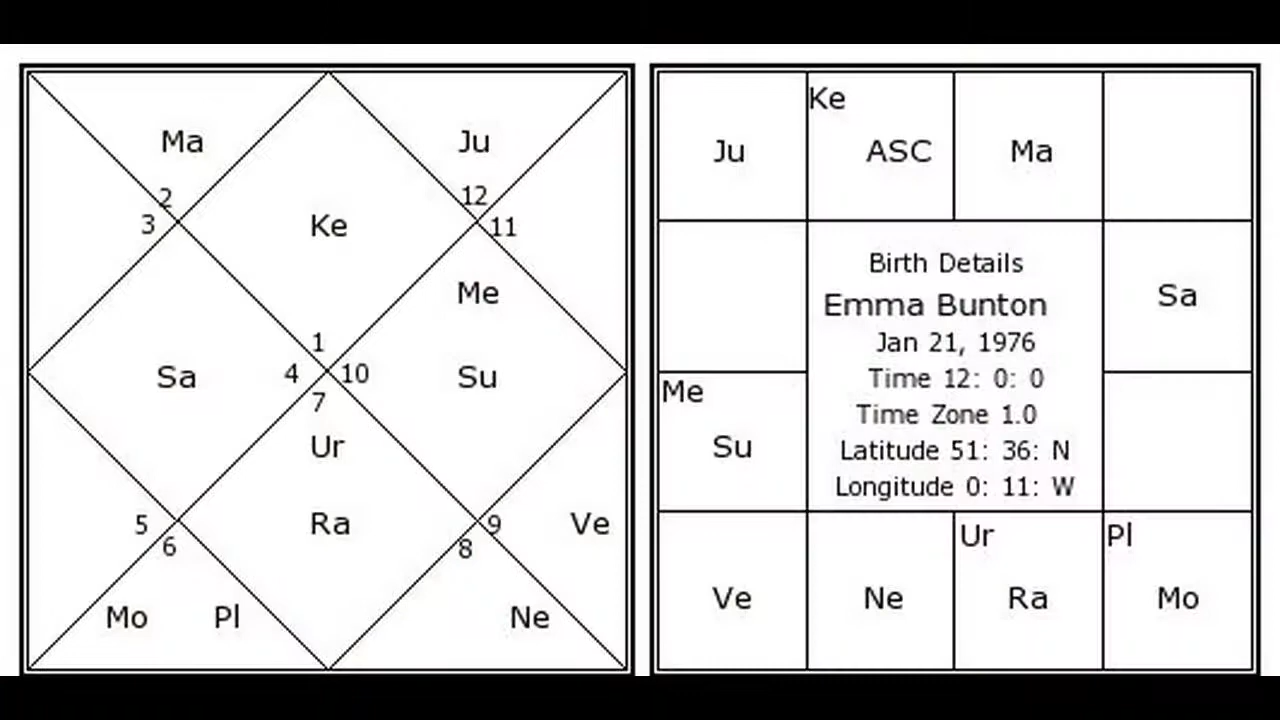 Ma
Ju
2
12
3
Ke
11
Me
1
Sa
4
10
Su
7
Ur
5
Ra
9
Ve
6
8
Mo Pl
Ne
Ke
Ju
ASC
Ma
Birth Details
Emma Bunton
Jan 21, 1976
Time 12: 0: 0
Time Zone 1.0
Latitude 51: 36: N
Longitude 0: 11: W
Sa
Me
Su
Ur
Pl
Ve
Ne
Ra
Mo